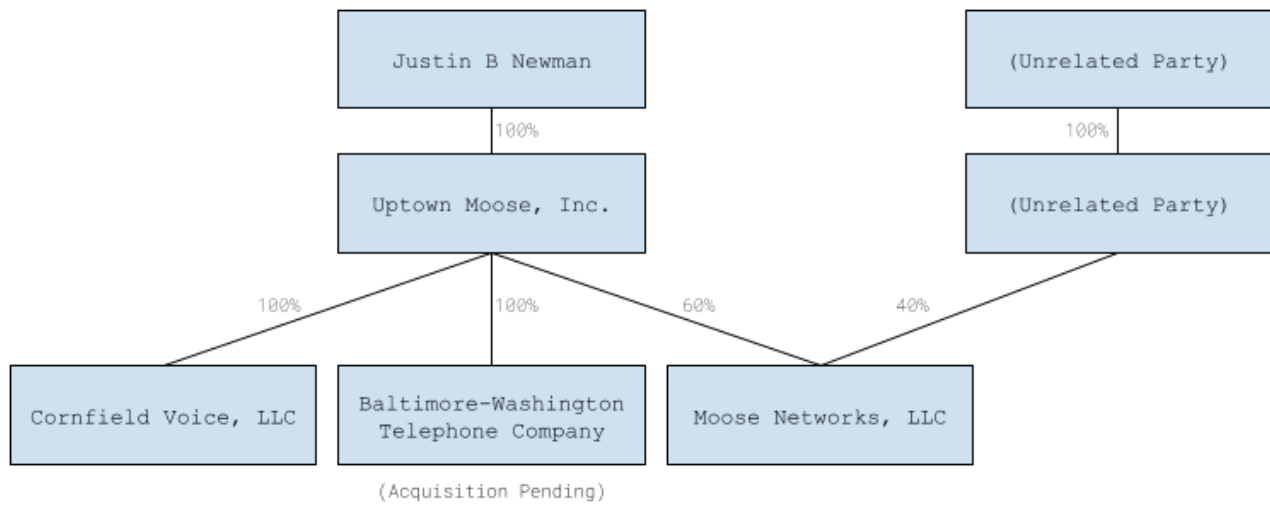 Justin B Newman
(Unrelated Party)
100%
100%
Uptown Moose, Inc.
(Unrelated Party)
100%
100%
60%
40%
Cornfield Voice, LLC
Baltimore-Washington
Telephone Company
Moose Networks, LLC
(Acquisition Pending)